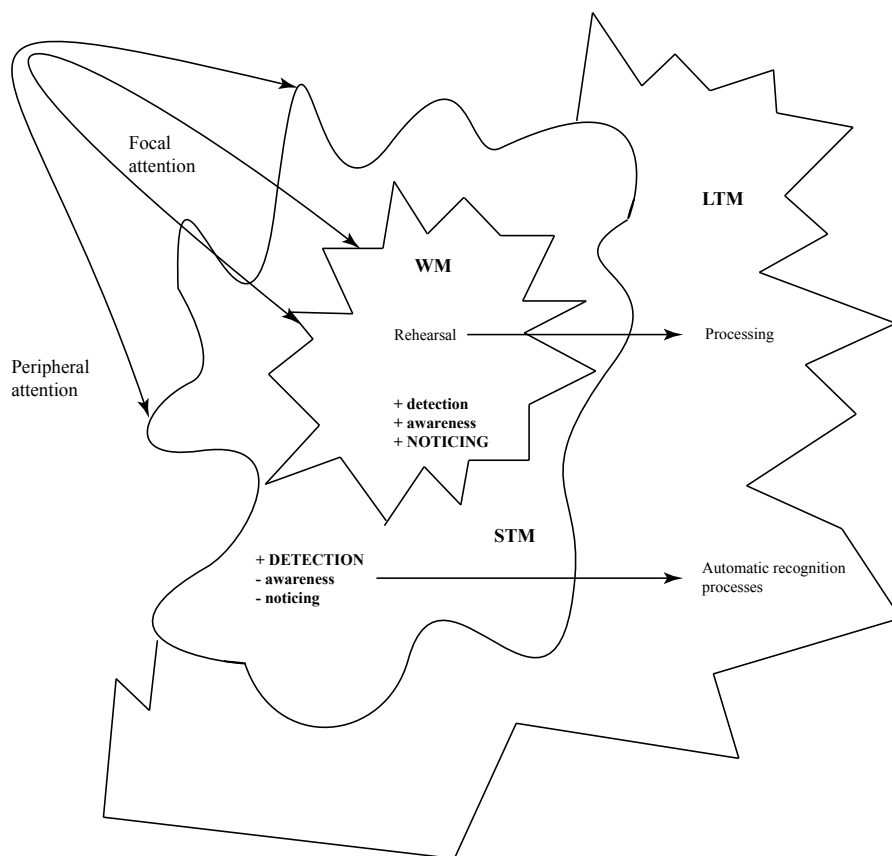 Focal
attention
LTM
WM
Rehearsal
Processing
Peripheral
attention
+ detection
+ awareness
+ NOTICING
STM
+ DETECTION
- awareness
- noticing
Automatic recognition
processes